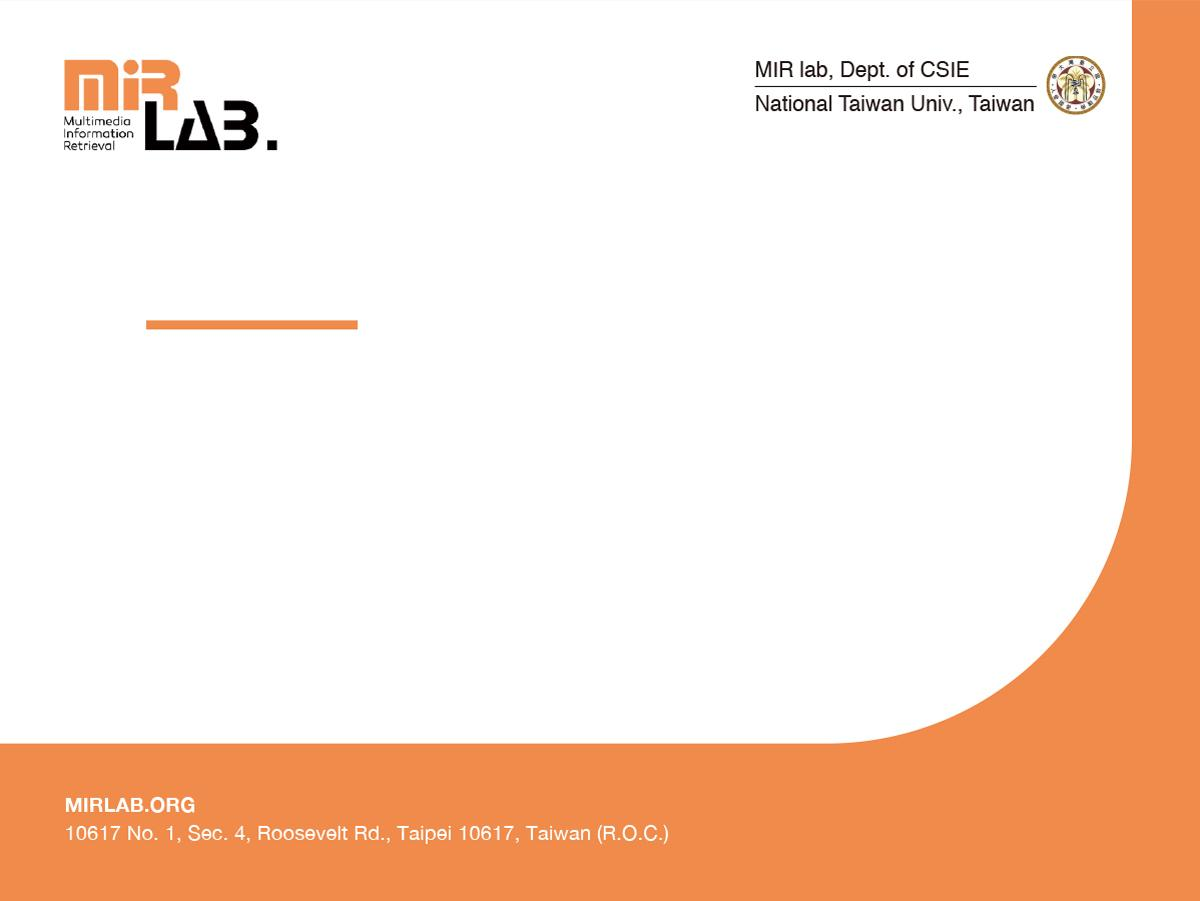 MiR
LAB.
Multimedia
Information
Retrieval
MIR lab, Dept. of CSIE
National Taiwan Univ., Taiwan
MIRLAB.ORG
10617 No. 1, Sec. 4, Roosevelt Rd., Taipei 10617, Taiwan (R.O.C.)